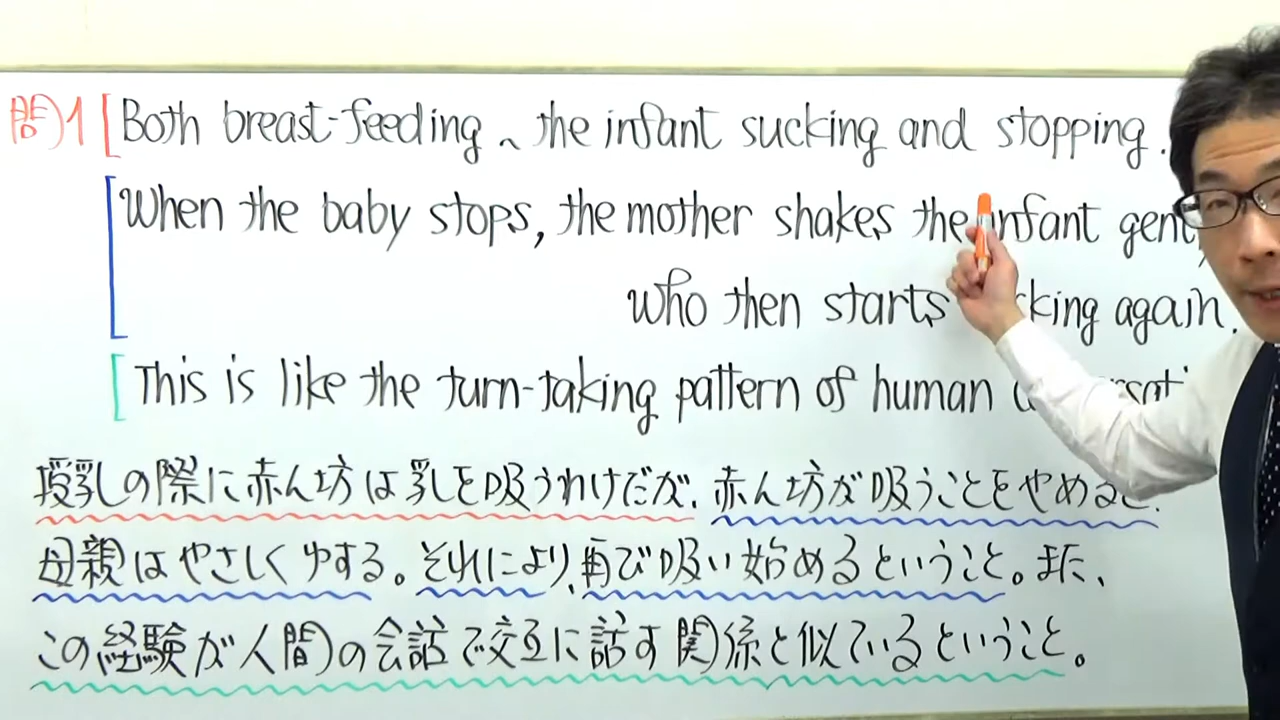 問1 Both breast-feeding ^ the infant sucking and stopping.
When the baby stops, the mother shakes the infant
who then starts again.
This is like the turn-taking pattern of human
授乳の際に赤ん坊は乳を吸うわけだが、赤ん坊が吸うことをやめると、
母親はやさしくゆする。それにより、再び吸い始めるということ。また、
この経験が人間の会話で交互に話す関係と似ているということ。